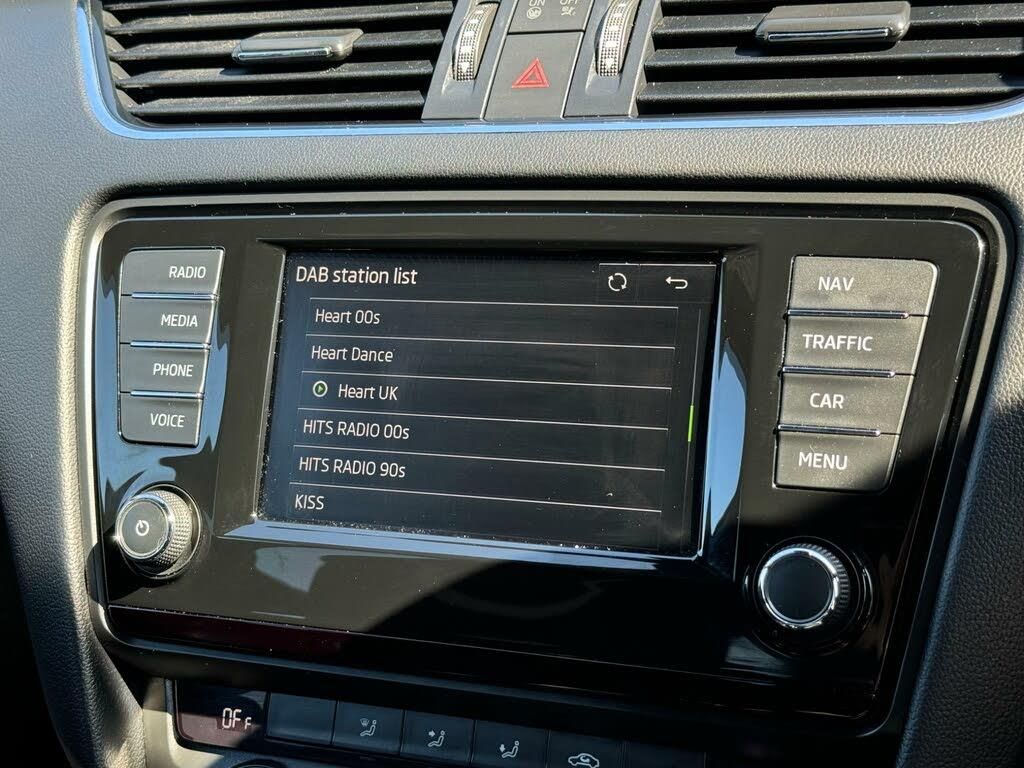 ON
RADIO
MEDIA
PHONE
VOICE
DAB station list
Heart 00s
Heart Dance
Heart UK
HITS RADIO 00s
HITS RADIO 90s
KISS
NAV
TRAFFIC
CAR
MENU
OFF